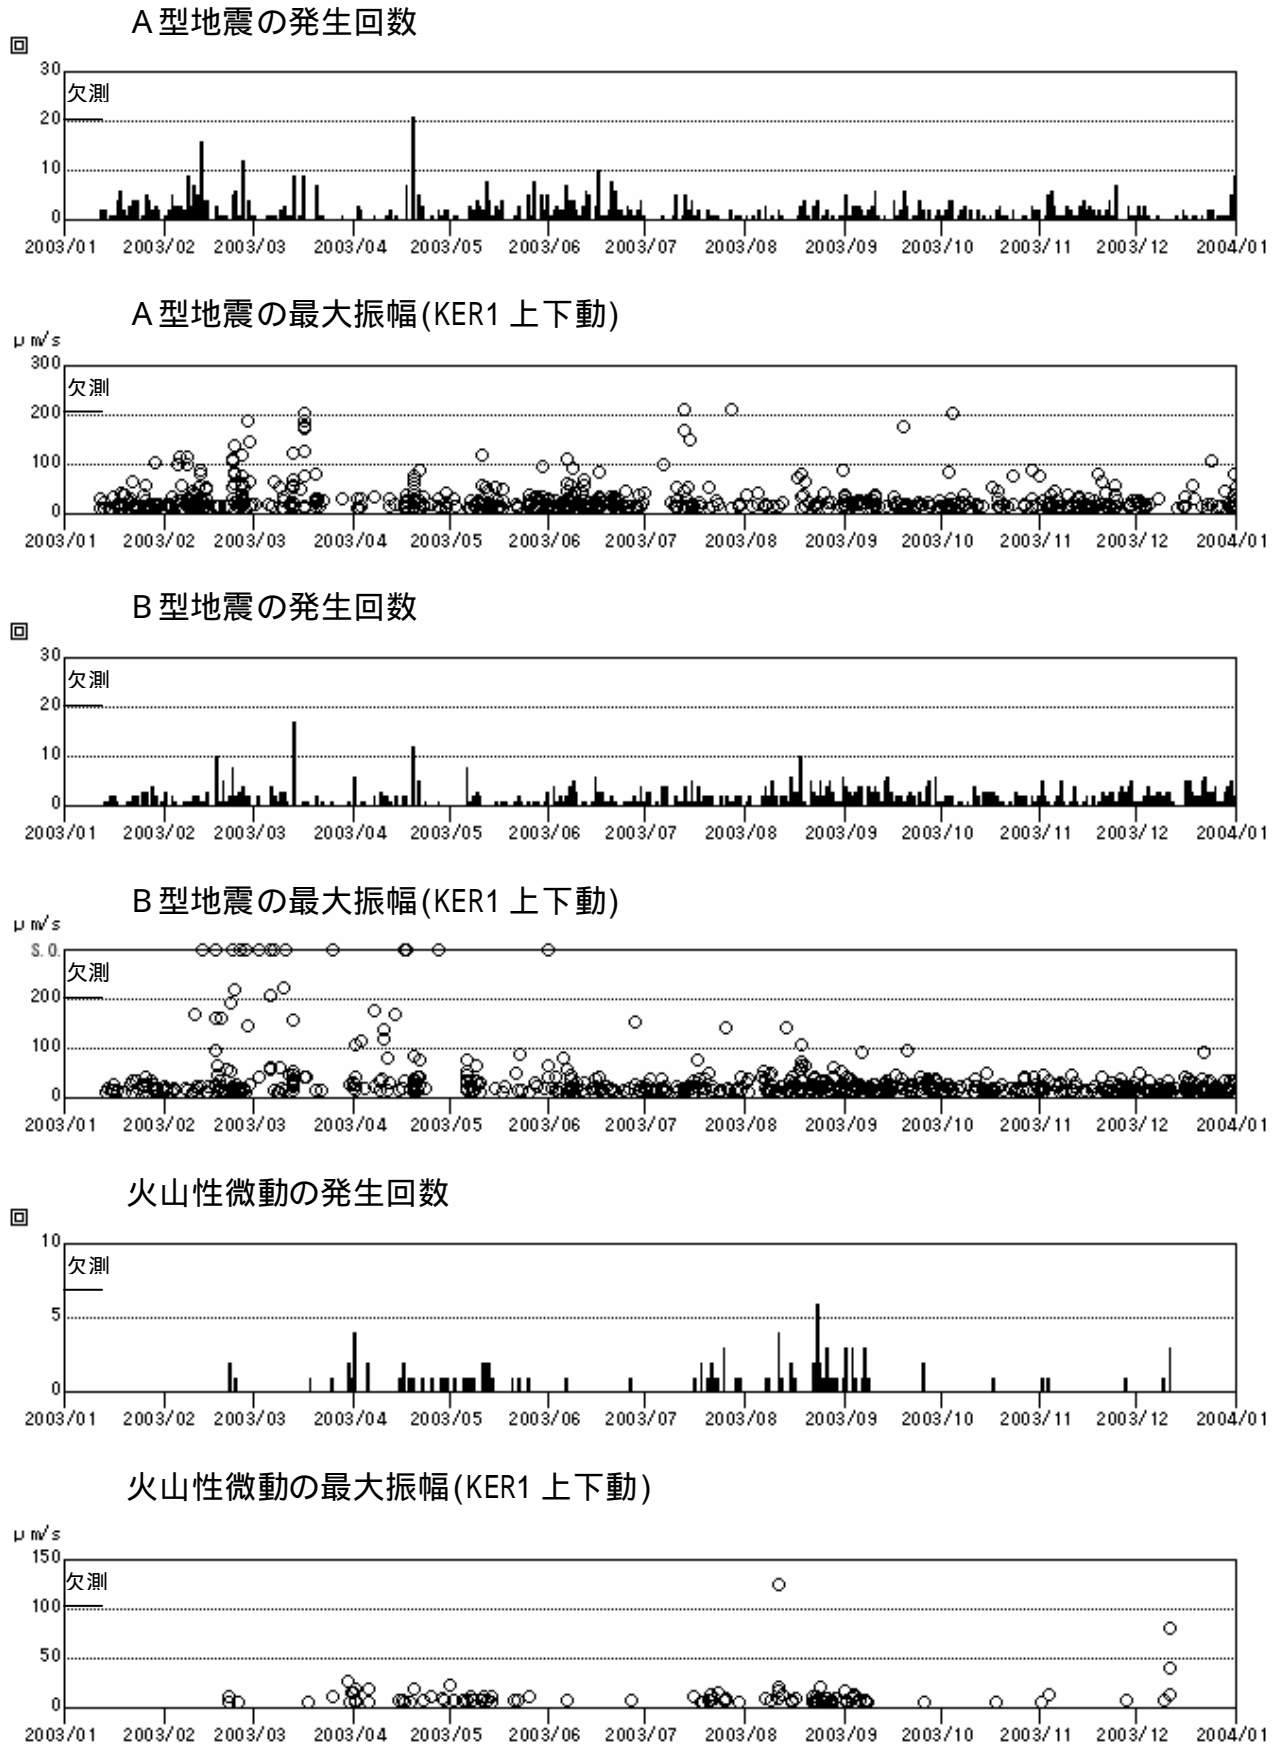 A型地震の発生回数
回
30
欠測
20
10
0
2003/01 2003/02 2003/03 2003/04 2003/05 2003/06 2003/07 2003/08 2003/09 2003/10 2003/11 2003/12 2004/01
A型地震の最大振幅(KER1 上下動)
μm/s
300
欠測
200
100
0
2003/01 2003/02 2003/03 2003/04 2003/05 2003/06 2003/07 2003/08 2003/09 2003/10 2003/11 2003/12 2004/01
B型地震の発生回数
回
30
欠測
20
10
0
2003/01 2003/02 2003/03 2003/04 2003/05 2003/06 2003/07 2003/08 2003/09 2003/10 2003/11 2003/12 2004/01
B型地震の最大振幅(KER1 上下動)
μm/s
S.O.
欠測
200
100
0
2003/01 2003/02 2003/03 2003/04 2003/05 2003/06 2003/07 2003/08 2003/09 2003/10 2003/11 2003/12 2004/01
火山性微動の発生回数
回
10
欠測
5
0
2003/01 2003/02 2003/03 2003/04 2003/05 2003/06 2003/07 2003/08 2003/09 2003/10 2003/11 2003/12 2004/01
火山性微動の最大振幅(KER1 上下動)
μm/s
150
欠測
100
50
0
2003/01 2003/02 2003/03 2003/04 2003/05 2003/06 2003/07 2003/08 2003/09 2003/10 2003/11 2003/12 2004/01